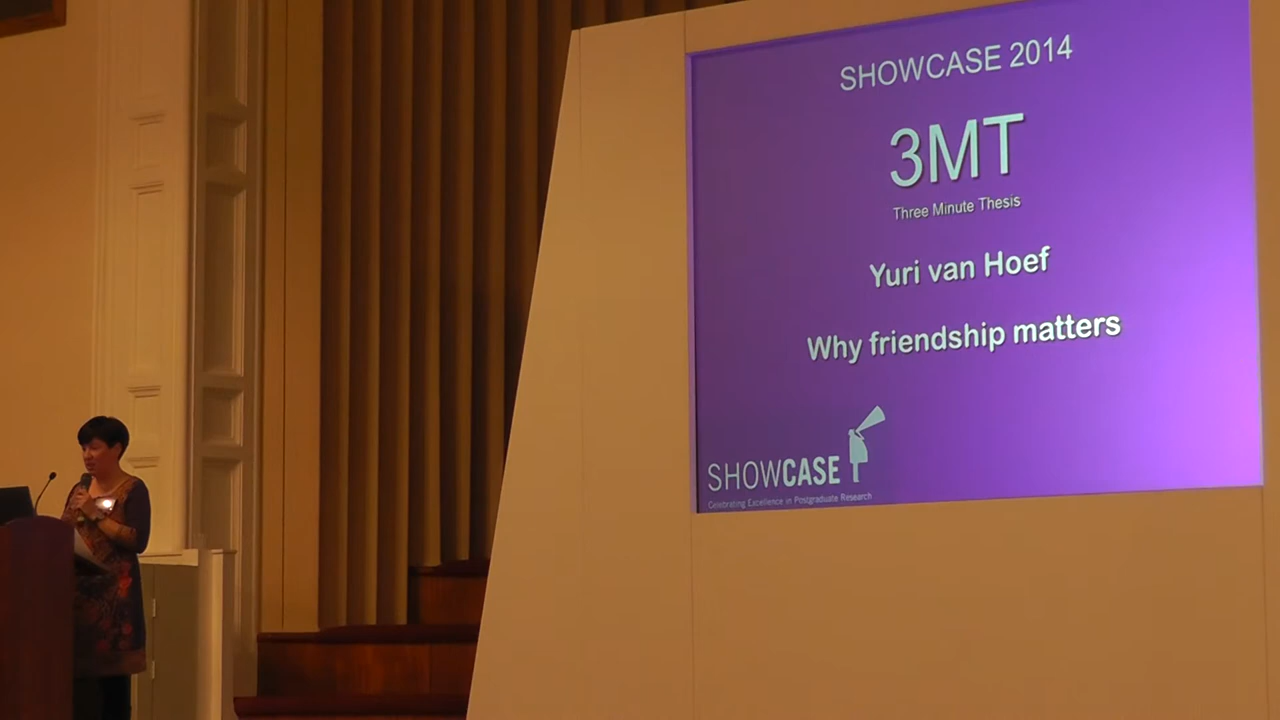 SHOWCASE 2014
3MT
Three Minute Thesis
Yuri van Hoef
Why friendship matters
SHOWCASE
Celebrating Excellence in Postgraduate Research